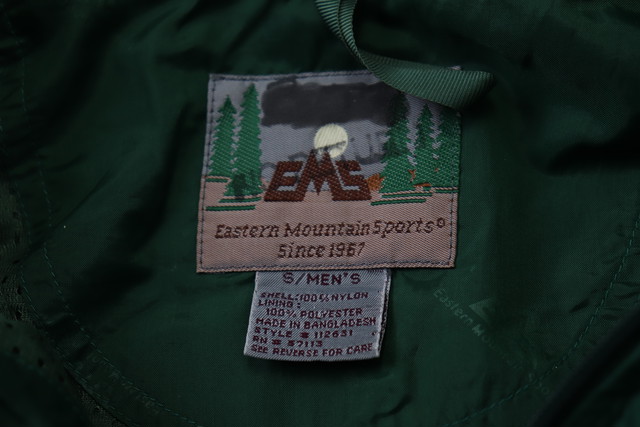 EMS
Eastern Mountain Sports©
Since 1967
S/MEN'S
SHELL: 100% NYLON
LINING:
100% POLYESTER
MADE IN BANGLADESH
STYLE # 112631
RN # 57113
SEE REVERSE FOR CARE
Eastern M